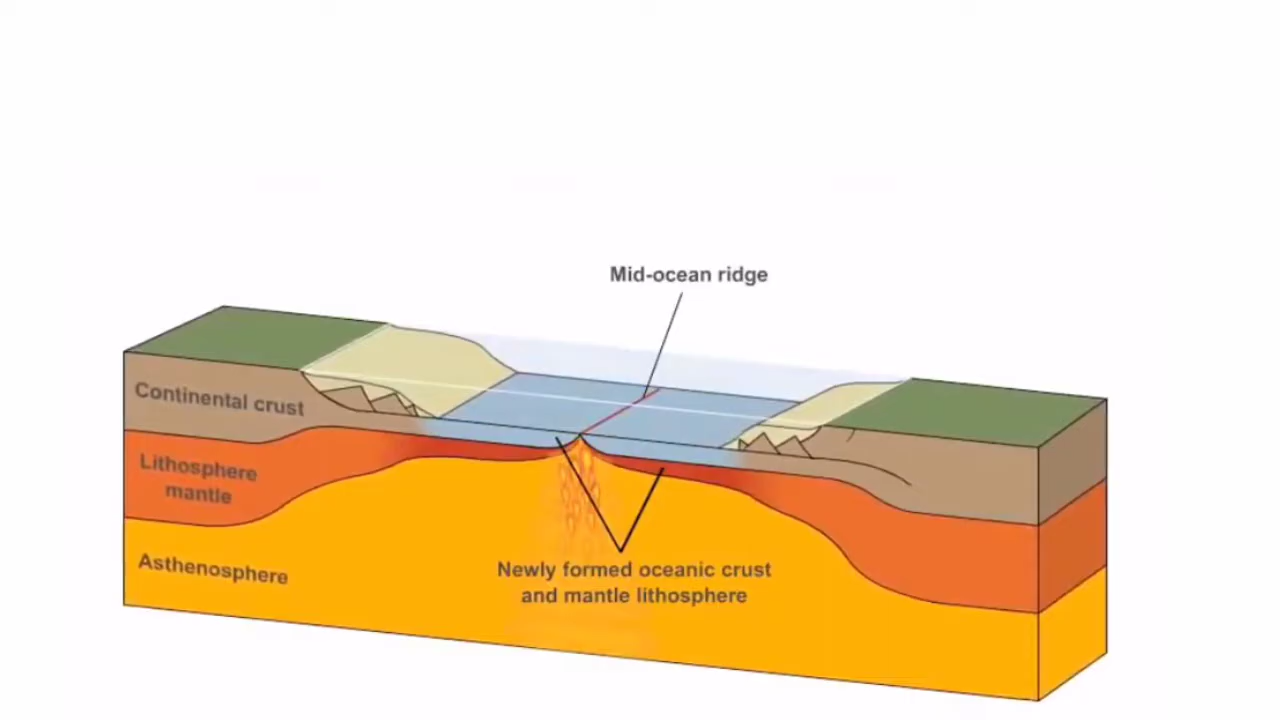 Mid-ocean ridge
Continental crust
Lithosphere
mantle
Asthenosphere
Newly formed oceanic crust
and mantle lithosphere